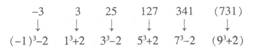 -3 3 25 127 341 (731)
↓ ↓ ↓ ↓ ↓ ↓
(-1)³-2 1³+2 3³-2 5³+2 7³-2 (9³+2)